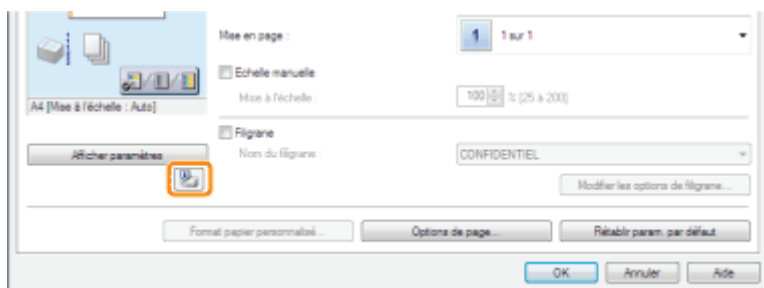 Mise en page :
1 1 sur 1
Echelle manuelle
Mise à l'échelle : 100 % [25 à 200]
A4 [Mise à l'échelle : Auto]
Filigrane
Afficher paramètres
Nom du filigrane : CONFIDENTIEL
Modifier les options de filigrane...
Format papier personnalisé... Options de page... Rétablir param. par défaut
OK Annuler Aide